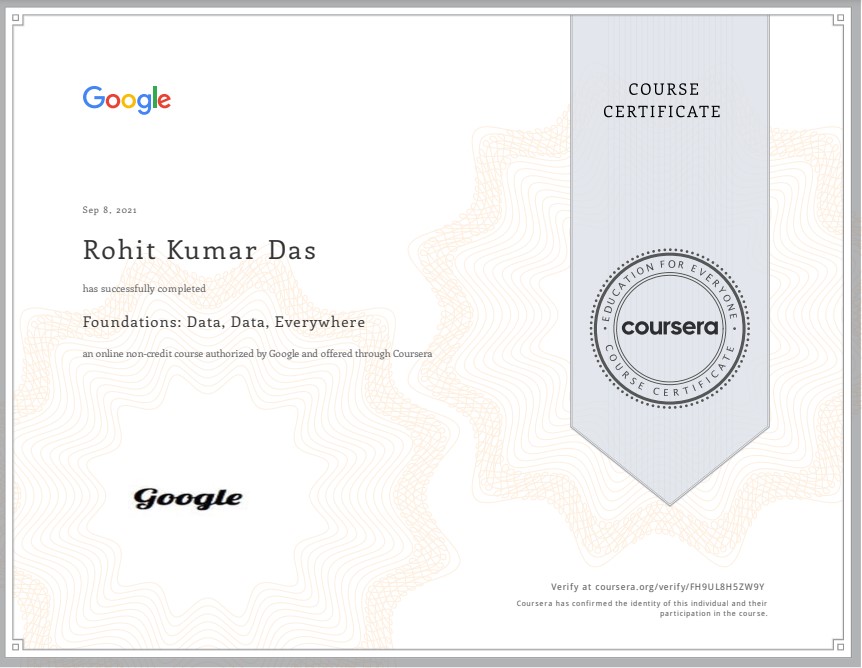 Google
COURSE
CERTIFICATE
Sep 8, 2021
Rohit Kumar Das
has successfully completed
Foundations: Data, Data, Everywhere
an online non-credit course authorized by Google and offered through Coursera
EDUCATION FOR EVERYONE
coursera
COURSE CERTIFICATE
Google
Verify at coursera.org/verify/FH9UL8H5ZW9Y
Coursera has confirmed the identity of this individual and their
participation in the course.